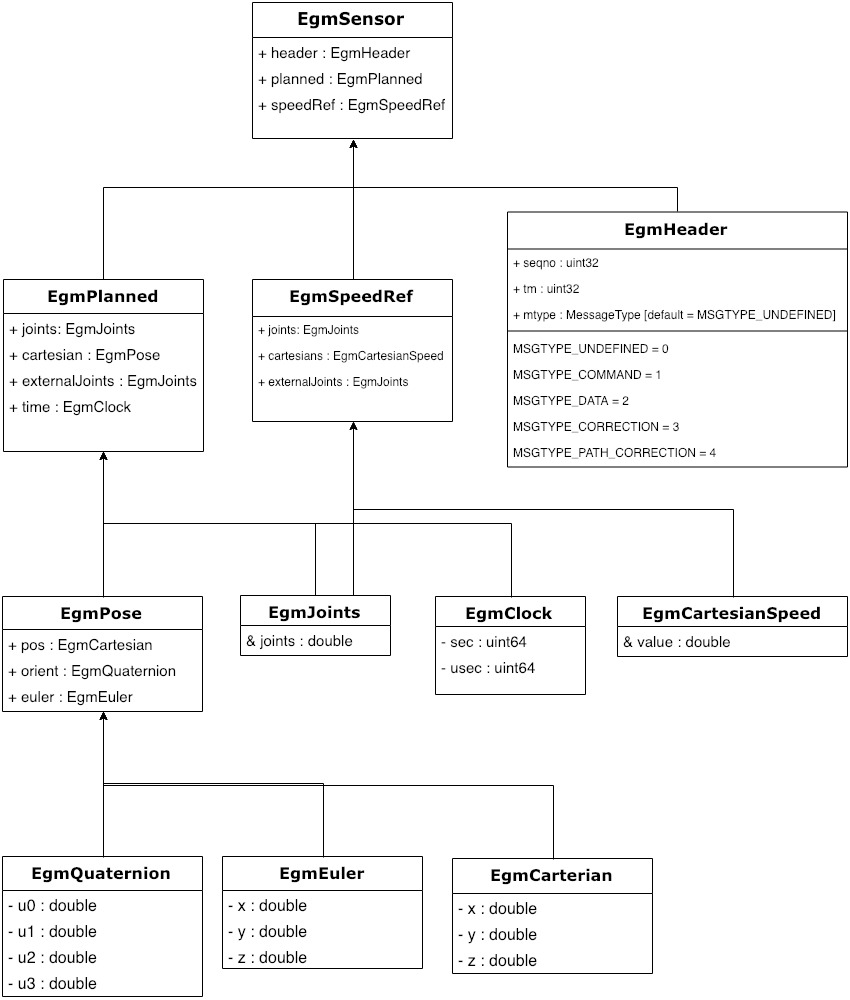 EgmSensor
+ header : EgmHeader
+ planned : EgmPlanned
+ speedRef : EgmSpeedRef
EgmHeader
+ seqno : uint32
+ tm : uint32
+ mtype : MessageType [default = MSGTYPE_UNDEFINED]
MSGTYPE_UNDEFINED = 0
MSGTYPE_COMMAND = 1
MSGTYPE_DATA = 2
MSGTYPE_CORRECTION = 3
MSGTYPE_PATH_CORRECTION = 4
EgmPlanned
+ joints: EgmJoints
+ cartesian : EgmPose
+ externalJoints : EgmJoints
+ time : EgmClock
EgmSpeedRef
+ joints: EgmJoints
+ cartesians : EgmCartesianSpeed
+ externalJoints : EgmJoints
EgmPose
+ pos : EgmCartesian
+ orient : EgmQuaternion
+ euler : EgmEuler
EgmJoints
& joints : double
EgmClock
- sec : uint64
- usec : uint64
EgmCartesianSpeed
& value : double
EgmQuaternion
- u0 : double
- u1 : double
- u2 : double
- u3 : double
EgmEuler
- x : double
- y : double
- z : double
EgmCarterian
- x : double
- y : double
- z : double